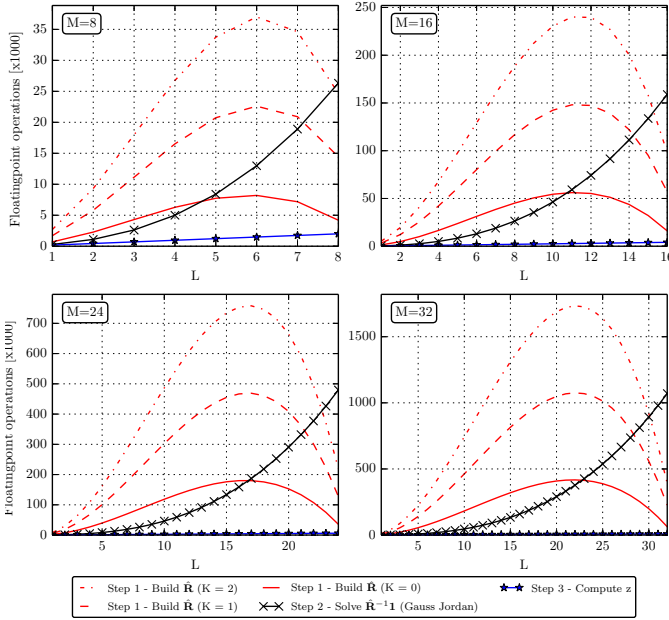 M=8
Floatingpoint operations [x1000]
35
30
25
20
15
10
5
0
1 2 3 4 5 6 7 8
L
M=16
250
200
150
100
50
0
2 4 6 8 10 12 14 16
L
M=24
Floatingpoint operations [x1000]
700
600
500
400
300
200
100
0
5 10 15 20
L
M=32
1500
1000
500
0
5 10 15 20 25 30
L
Step 1 - Build R̂ (K = 2)
Step 1 - Build R̂ (K = 1)
Step 1 - Build R̂ (K = 0)
Step 2 - Solve R̂⁻¹1 (Gauss Jordan)
Step 3 - Compute z